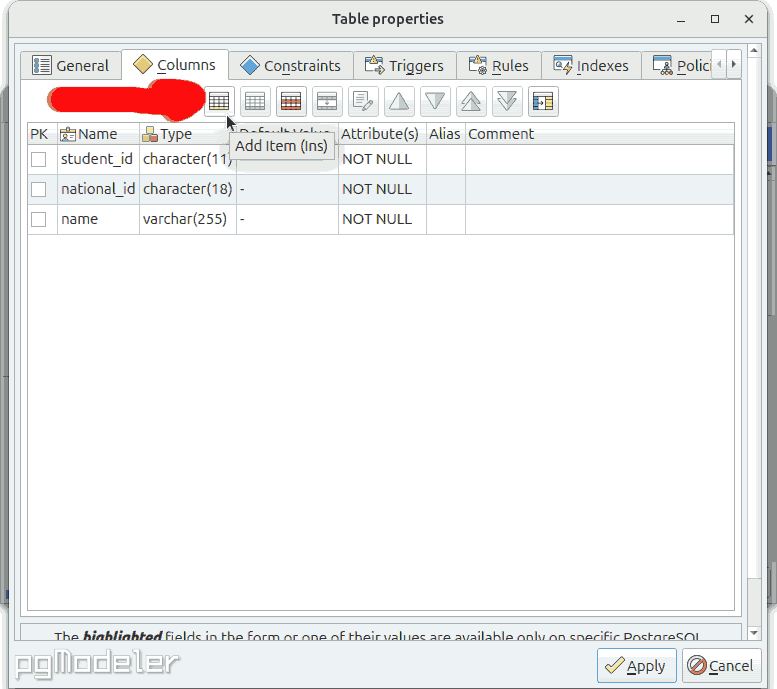 Table properties
General Columns Constraints Triggers Rules Indexes
Add Item (Ins)
PK Name Type Default Value Attribute(s) Alias Comment
student_id character(11) NOT NULL
national_id character(18) - NOT NULL
name varchar(255) - NOT NULL
The highlighted fields in the form or one of their values are available only on specific PostgreSQL
pgModeler
Apply Cancel